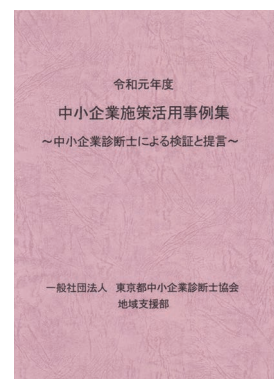 令和元年度
中小企業施策活用事例集
～中小企業診断士による検証と提言～
一般社団法人 東京都中小企業診断士協会
地域支援部